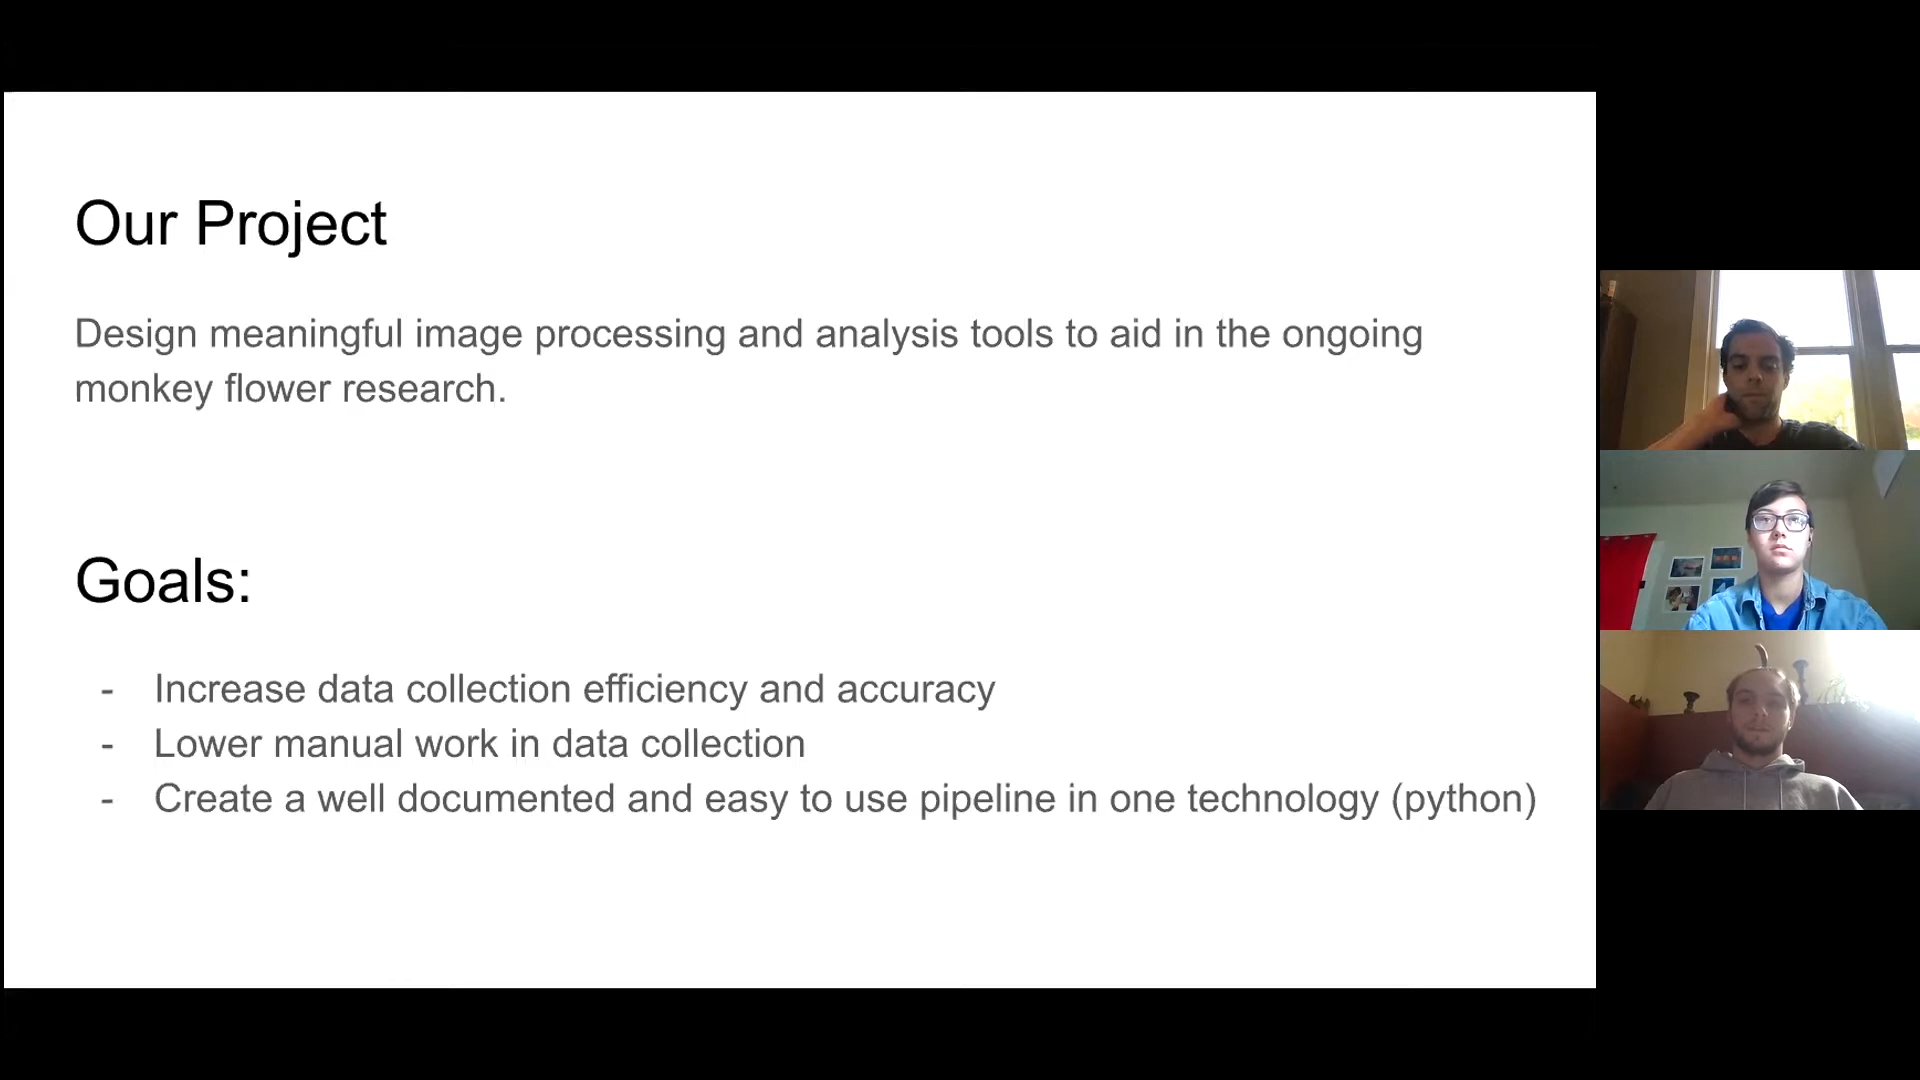 Our Project
Design meaningful image processing and analysis tools to aid in the ongoing
monkey flower research.
Goals:
- Increase data collection efficiency and accuracy
- Lower manual work in data collection
- Create a well documented and easy to use pipeline in one technology (python)